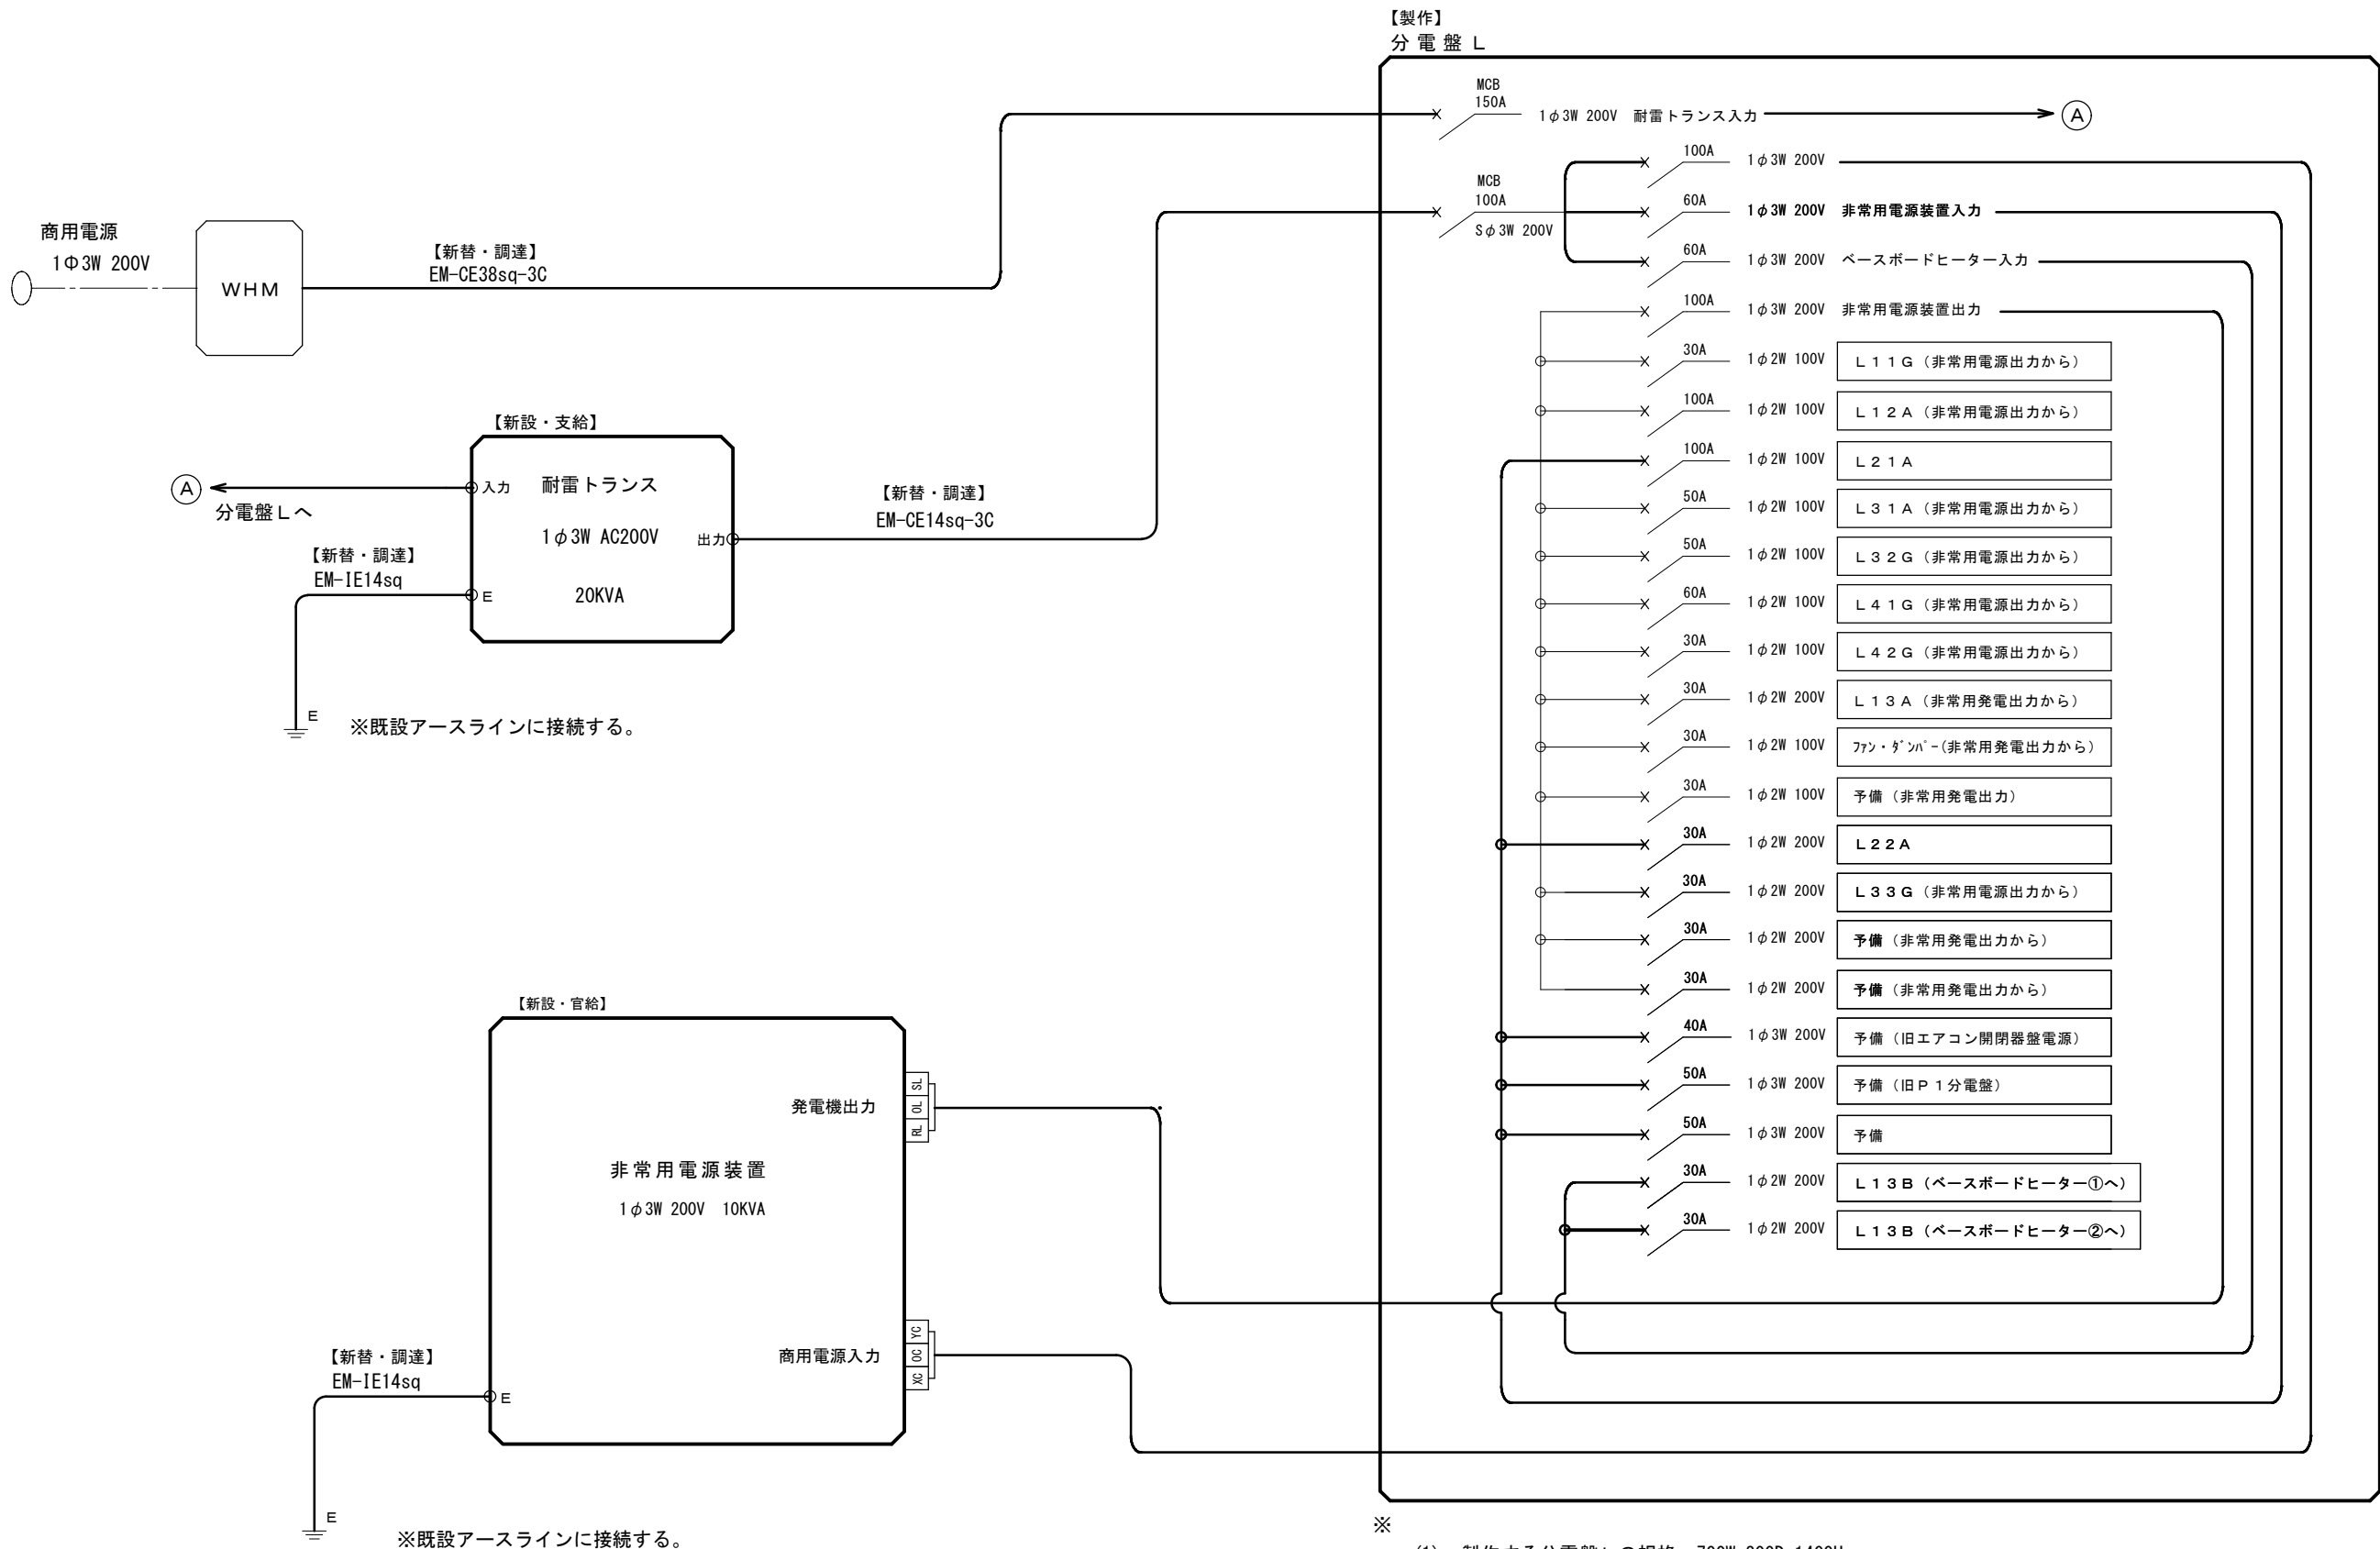 【製作】
分電盤L
MCB
150A
1φ3W 200V 耐雷トランス入力
A
100A 1φ3W 200V
MCB
100A
Sφ3W 200V
60A 1φ3W 200V 非常用電源装置入力
60A 1φ3W 200V ベースボードヒーター入力
100A 1φ3W 200V 非常用電源装置出力
30A 1φ2W 100V L11G(非常用電源出力から)
100A 1φ2W 100V L12A(非常用電源出力から)
100A 1φ2W 100V L21A
50A 1φ2W 100V L31A(非常用電源出力から)
50A 1φ2W 100V L32G(非常用電源出力から)
60A 1φ2W 100V L41G(非常用電源出力から)
30A 1φ2W 100V L42G(非常用電源出力から)
30A 1φ2W 200V L13A(非常用発電出力から)
30A 1φ2W 100V ファン・ダンパー(非常用発電出力から)
30A 1φ2W 100V 予備(非常用発電出力)
30A 1φ2W 200V L22A
30A 1φ2W 200V L33G(非常用電源出力から)
30A 1φ2W 200V 予備(非常用発電出力から)
30A 1φ2W 200V 予備(非常用発電出力から)
40A 1φ3W 200V 予備(旧エアコン開閉器盤電源)
50A 1φ3W 200V 予備(旧P1分電盤)
50A 1φ3W 200V 予備
30A 1φ2W 200V L13B(ベースボードヒーター①へ)
30A 1φ2W 200V L13B(ベースボードヒーター②へ)
商用電源
1Φ3W 200V
WHM
【新替・調達】
EM-CE38sq-3C
【新設・支給】
A
分電盤Lへ
入力 耐雷トランス
1φ3W AC200V
出力
20KVA
E
【新替・調達】
EM-CE14sq-3C
【新替・調達】
EM-IE14sq
E
※既設アースラインに接続する。
【新設・官給】
発電機出力
SL
OL
RL
非常用電源装置
1φ3W 200V 10KVA
商用電源入力
YC
OC
XC
E
【新替・調達】
EM-IE14sq
E
※既設アースラインに接続する。
※